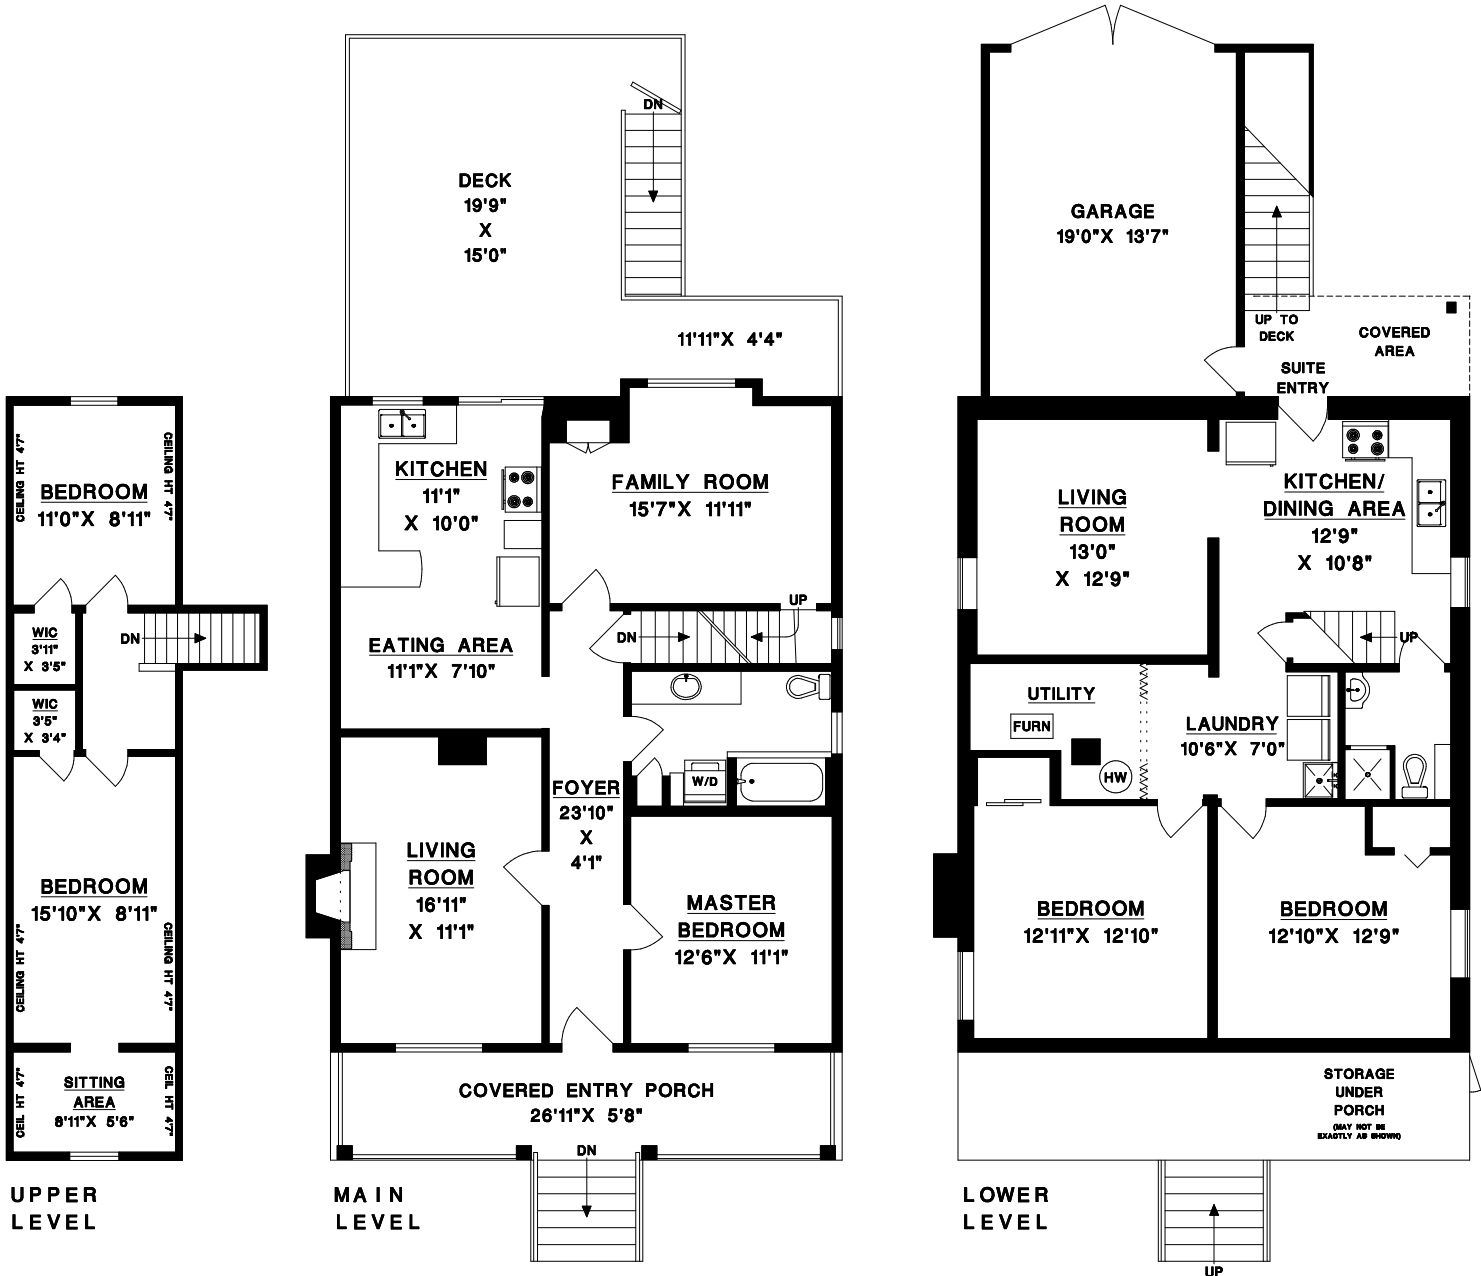 CEILING HT 4'7"
CEILING HT 4'7"
BEDROOM
11'0"X 8'11"
WIC
3'11"
X 3'5"
DN
WIC
3'5"
X 3'4"
BEDROOM
15'10"X 8'11"
CEILING HT 4'7"
CEILING HT 4'7"
CEIL HT 4'7"
CEIL HT 4'7"
SITTING
AREA
8'11"X 5'6"
UPPER
LEVEL
DN
DECK
19'9"
X
15'0"
11'11"X 4'4"
KITCHEN
11'1"
X 10'0"
FAMILY ROOM
15'7"X 11'11"
UP
DN
EATING AREA
11'1"X 7'10"
W/D
FOYER
23'10"
X
4'1"
LIVING
ROOM
16'11"
X 11'1"
MASTER
BEDROOM
12'6"X 11'1"
COVERED ENTRY PORCH
26'11"X 5'8"
DN
MAIN
LEVEL
GARAGE
19'0"X 13'7"
UP TO
DECK
COVERED
AREA
SUITE
ENTRY
LIVING
ROOM
13'0"
X 12'9"
KITCHEN/
DINING AREA
12'9"
X 10'8"
UP
UTILITY
FURN
HW
LAUNDRY
10'6"X 7'0"
BEDROOM
12'11"X 12'10"
BEDROOM
12'10"X 12'9"
STORAGE
UNDER
PORCH
(MAY NOT BE
EXACTLY AS SHOWN)
UP
LOWER
LEVEL